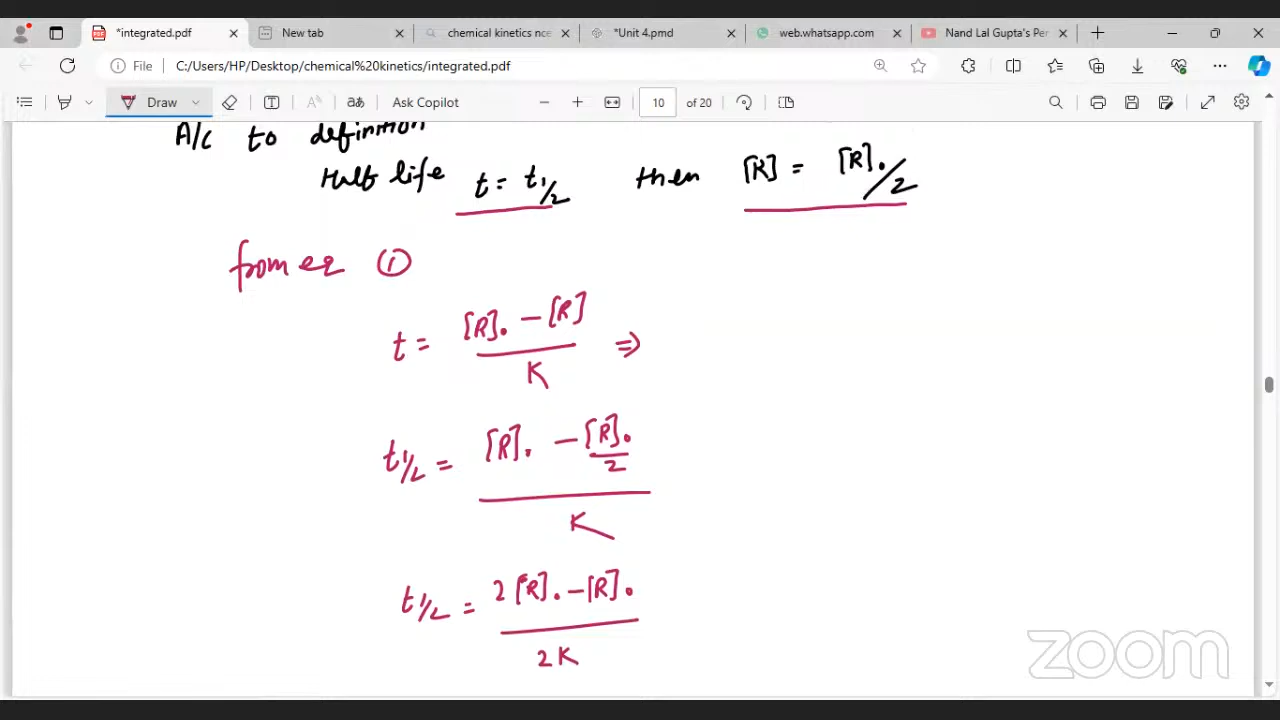 *integrated.pdf
New tab
chemical kinetics nce
*Unit 4.pmd
web.whatsapp.com
Nand Lal Gupta's Per
File C:/Users/HP/Desktop/chemical%20kinetics/integrated.pdf
Draw
Ask Copilot
10 of 20
A/c to definition
Half life t = t1/2 then [R] = [R]0/2
from eq ①
t = [R]0 - [R] ⇒
K
t1/2 = [R]0 - [R]0
2
K
t1/2 = 2[R]0 - [R]0
2K
zoom